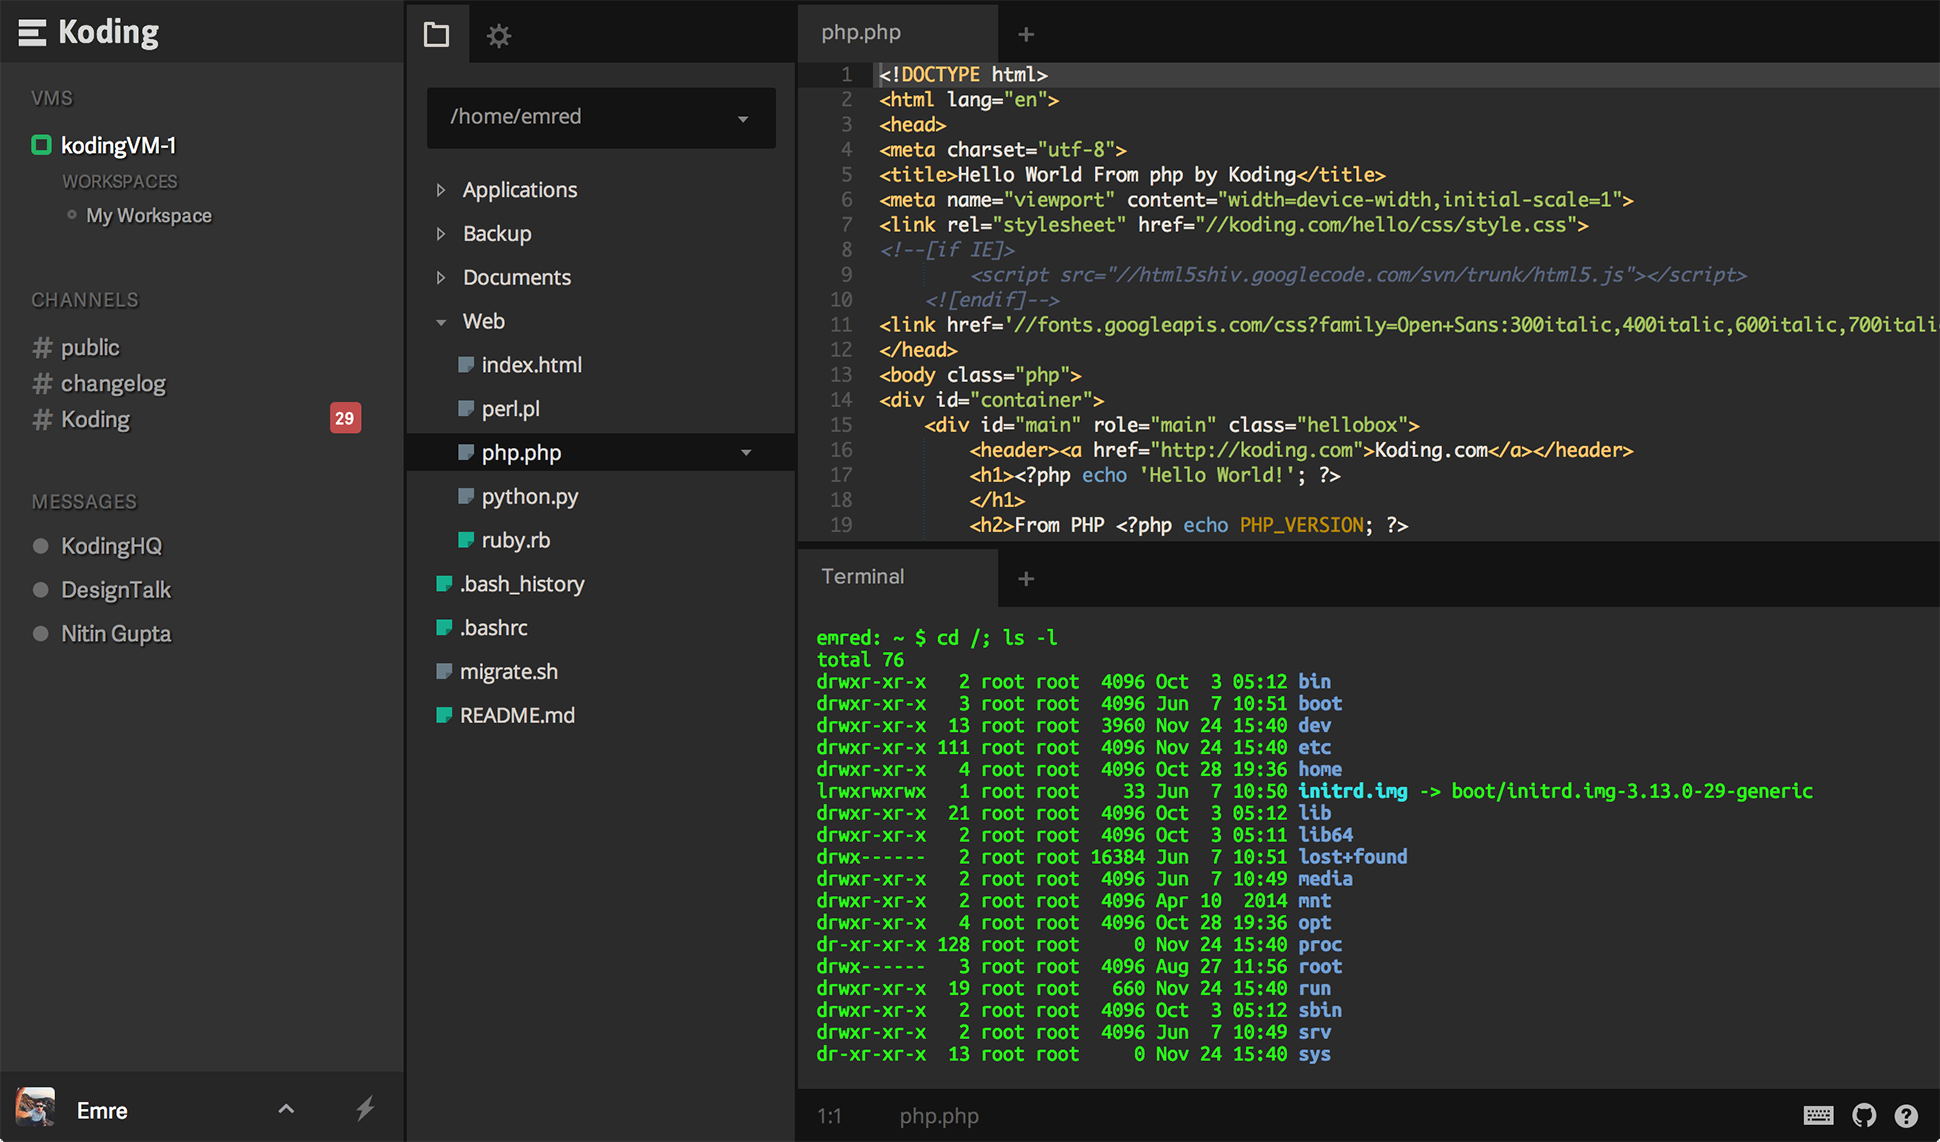 Koding
VMS
kodingVM-1
WORKSPACES
My Workspace
CHANNELS
# public
# changelog
# Koding
29
MESSAGES
KodingHQ
DesignTalk
Nitin Gupta
Emre
/home/emred
Applications
Backup
Documents
Web
index.html
perl.pl
php.php
python.py
ruby.rb
.bash_history
.bashrc
migrate.sh
README.md
php.php +
1 <!DOCTYPE html>
2 <html lang="en">
3 <head>
4 <meta charset="utf-8">
5 <title>Hello World From php by Koding</title>
6 <meta name="viewport" content="width=device-width,initial-scale=1">
7 <link rel="stylesheet" href="//koding.com/hello/css/style.css">
8 <!--[if IE]>
9 <script src="//html5shiv.googlecode.com/svn/trunk/html5.js"></script>
10 <![endif]-->
11 <link href='//fonts.googleapis.com/css?family=Open+Sans:300italic,400italic,600italic,700itali
12 </head>
13 <body class="php">
14 <div id="container">
15 <div id="main" role="main" class="hellobox">
16 <header><a href="http://koding.com">Koding.com</a></header>
17 <h1><?php echo 'Hello World!'; ?>
18 </h1>
19 <h2>From PHP <?php echo PHP_VERSION; ?>
Terminal +
emred: ~ $ cd /; ls -l
total 76
drwxr-xr-x 2 root root 4096 Oct 3 05:12 bin
drwxr-xr-x 3 root root 4096 Jun 7 10:51 boot
drwxr-xr-x 13 root root 3960 Nov 24 15:40 dev
drwxr-xr-x 111 root root 4096 Nov 24 15:40 etc
drwxr-xr-x 4 root root 4096 Oct 28 19:36 home
lrwxrwxrwx 1 root root 33 Jun 7 10:50 initrd.img -> boot/initrd.img-3.13.0-29-generic
drwxr-xr-x 21 root root 4096 Oct 3 05:12 lib
drwxr-xr-x 2 root root 4096 Oct 3 05:11 lib64
drwx------ 2 root root 16384 Jun 7 10:51 lost+found
drwxr-xr-x 2 root root 4096 Jun 7 10:49 media
drwxr-xr-x 2 root root 4096 Apr 10 2014 mnt
drwxr-xr-x 4 root root 4096 Oct 28 19:36 opt
dr-xr-xr-x 128 root root 0 Nov 24 15:40 proc
drwx------ 3 root root 4096 Aug 27 11:56 root
drwxr-xr-x 19 root root 660 Nov 24 15:40 run
drwxr-xr-x 2 root root 4096 Oct 3 05:12 sbin
drwxr-xr-x 2 root root 4096 Jun 7 10:49 srv
dr-xr-xr-x 13 root root 0 Nov 24 15:40 sys
1:1 php.php